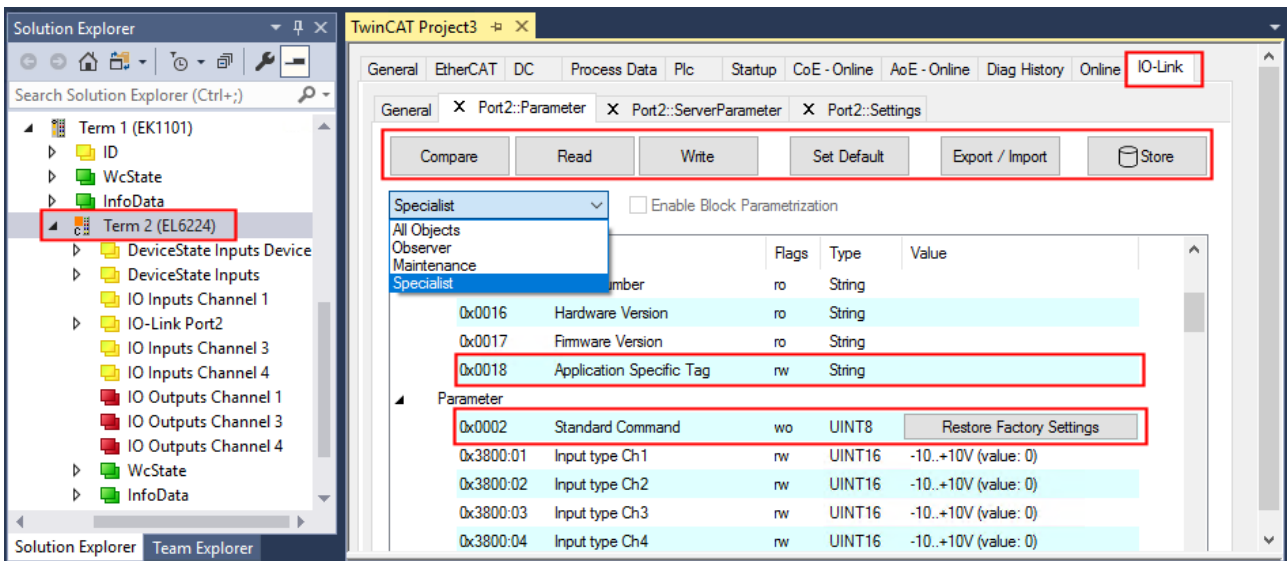 Solution Explorer
Search Solution Explorer (Ctrl+;)
Term 1 (EK1101)
ID
WcState
InfoData
Term 2 (EL6224)
DeviceState Inputs Device
DeviceState Inputs
IO Inputs Channel 1
IO-Link Port2
IO Inputs Channel 3
IO Inputs Channel 4
IO Outputs Channel 1
IO Outputs Channel 3
IO Outputs Channel 4
WcState
InfoData
Solution Explorer Team Explorer
TwinCAT Project3
General EtherCAT DC Process Data Plc Startup CoE - Online AoE - Online Diag History Online IO-Link
General X Port2::Parameter X Port2::ServerParameter X Port2::Settings
Compare Read Write Set Default Export / Import Store
Specialist Enable Block Parametrization
All Objects
Observer
Maintenance
Specialist
Flags Type Value
umber ro String
0x0016 Hardware Version ro String
0x0017 Firmware Version ro String
0x0018 Application Specific Tag rw String
Parameter
0x0002 Standard Command wo UINT8 Restore Factory Settings
0x3800:01 Input type Ch1 rw UINT16 -10..+10V (value: 0)
0x3800:02 Input type Ch2 rw UINT16 -10..+10V (value: 0)
0x3800:03 Input type Ch3 rw UINT16 -10..+10V (value: 0)
0x3800:04 Input type Ch4 rw UINT16 -10..+10V (value: 0)